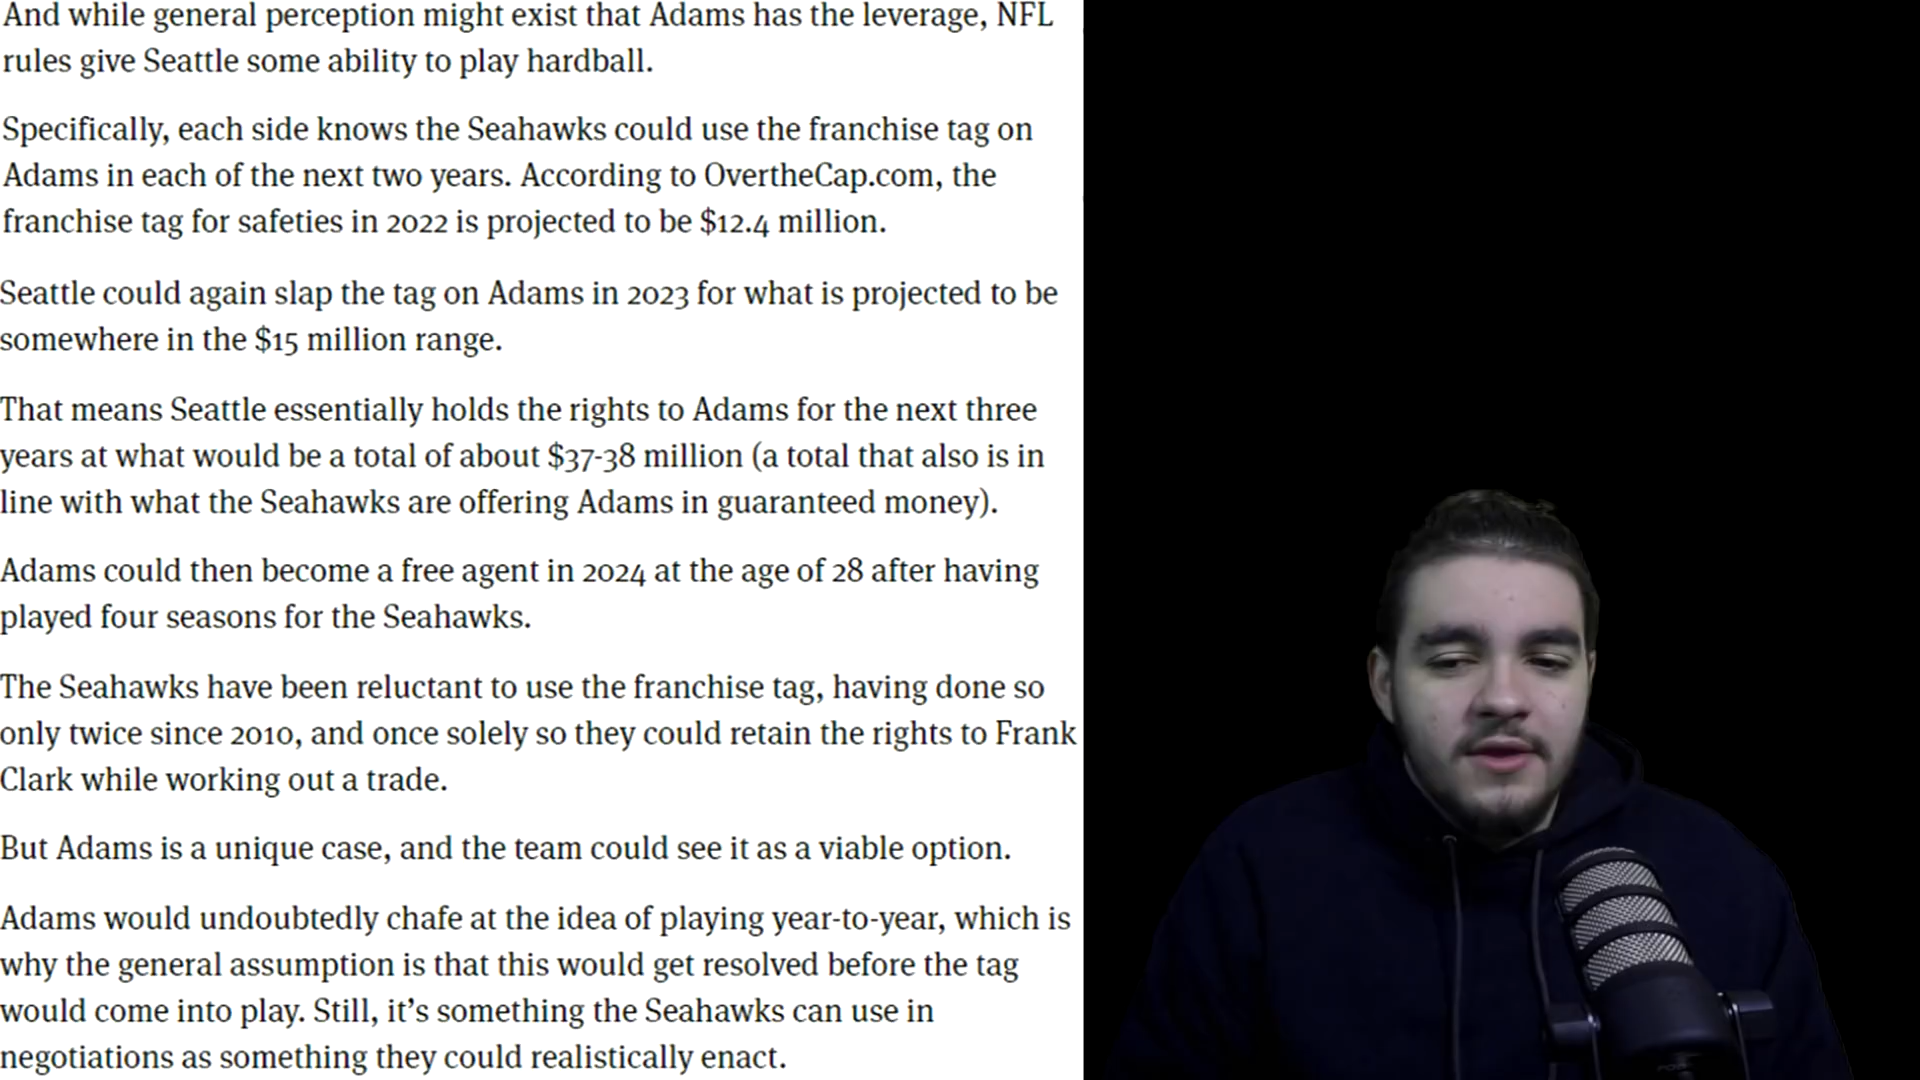 And while general perception might exist that Adams has the leverage, NFL
rules give Seattle some ability to play hardball.
Specifically, each side knows the Seahawks could use the franchise tag on
Adams in each of the next two years. According to OvertheCap.com, the
franchise tag for safeties in 2022 is projected to be $12.4 million.
Seattle could again slap the tag on Adams in 2023 for what is projected to be
somewhere in the $15 million range.
That means Seattle essentially holds the rights to Adams for the next three
years at what would be a total of about $37-38 million (a total that also is in
line with what the Seahawks are offering Adams in guaranteed money).
Adams could then become a free agent in 2024 at the age of 28 after having
played four seasons for the Seahawks.
The Seahawks have been reluctant to use the franchise tag, having done so
only twice since 2010, and once solely so they could retain the rights to Frank
Clark while working out a trade.
But Adams is a unique case, and the team could see it as a viable option.
Adams would undoubtedly chafe at the idea of playing year-to-year, which is
why the general assumption is that this would get resolved before the tag
would come into play. Still, it’s something the Seahawks can use in
negotiations as something they could realistically enact.